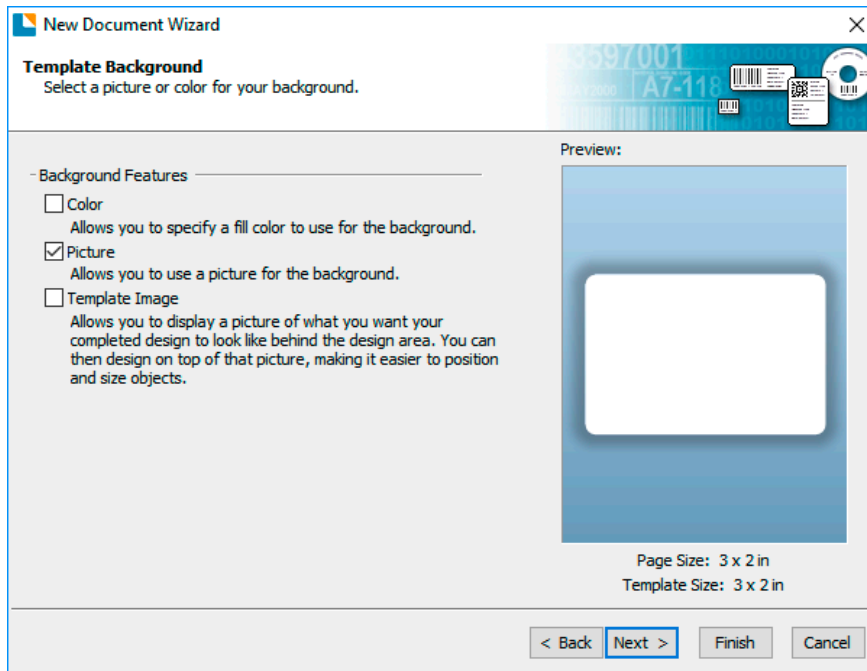 New Document Wizard
Template Background
Select a picture or color for your background.
43597001
A7-118
Preview:
Background Features
Color
Allows you to specify a fill color to use for the background.
Picture
Allows you to use a picture for the background.
Template Image
Allows you to display a picture of what you want your
completed design to look like behind the design area. You can
then design on top of that picture, making it easier to position
and size objects.
Page Size: 3 x 2 in
Template Size: 3 x 2 in
< Back Next > Finish Cancel